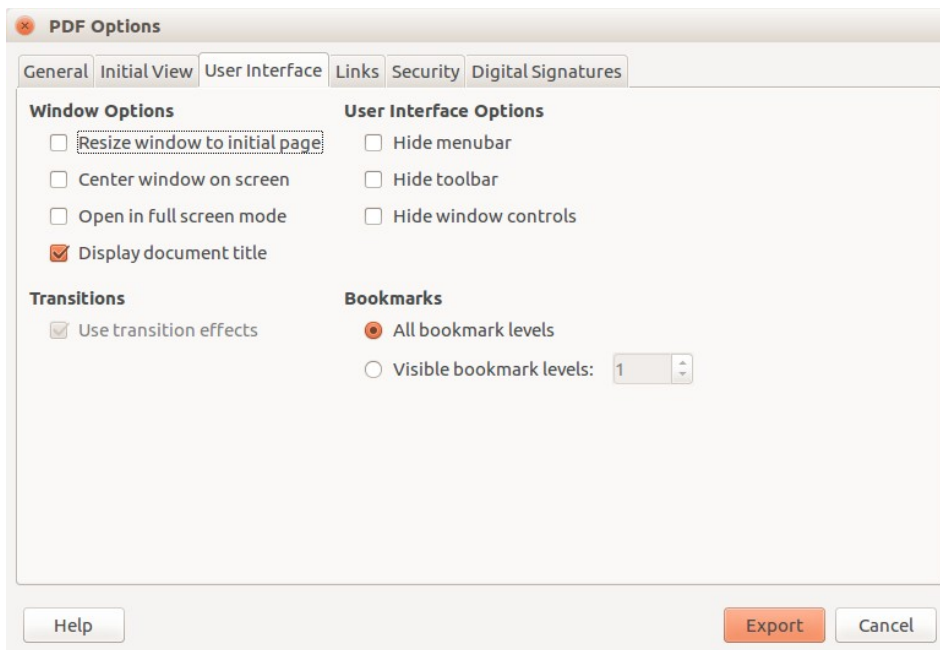 PDF Options
General Initial View User Interface Links Security Digital Signatures
Window Options
Resize window to initial page
Center window on screen
Open in full screen mode
Display document title
User Interface Options
Hide menubar
Hide toolbar
Hide window controls
Transitions
Use transition effects
Bookmarks
All bookmark levels
Visible bookmark levels: 1
Help Export Cancel